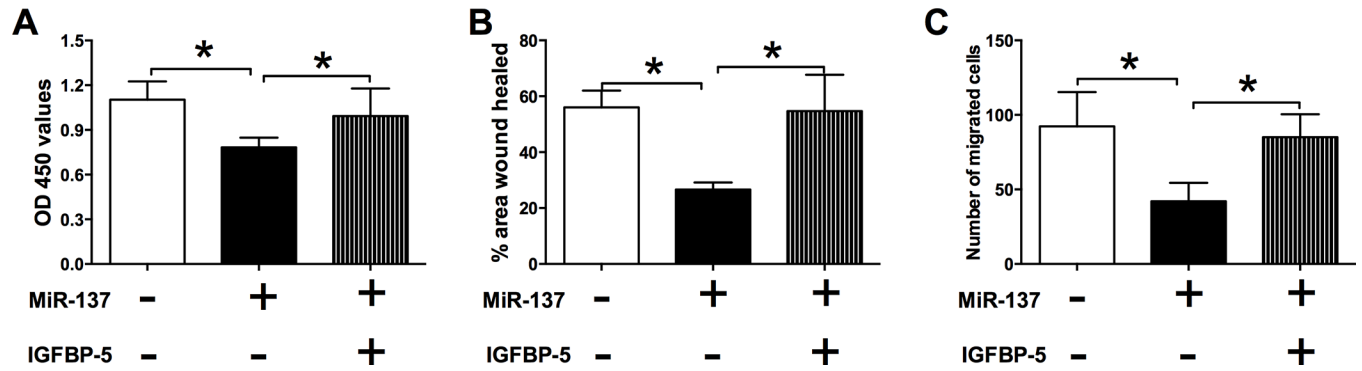 A
OD 450 values
1.5
1.2
0.9
0.6
0.3
0.0
* *
MiR-137 - + +
IGFBP-5 - - +
B
% area wound healed
80
60
40
20
0
* *
MiR-137 - + +
IGFBP-5 - - +
C
Number of migrated cells
150
100
50
0
* *
MiR-137 - + +
IGFBP-5 - - +